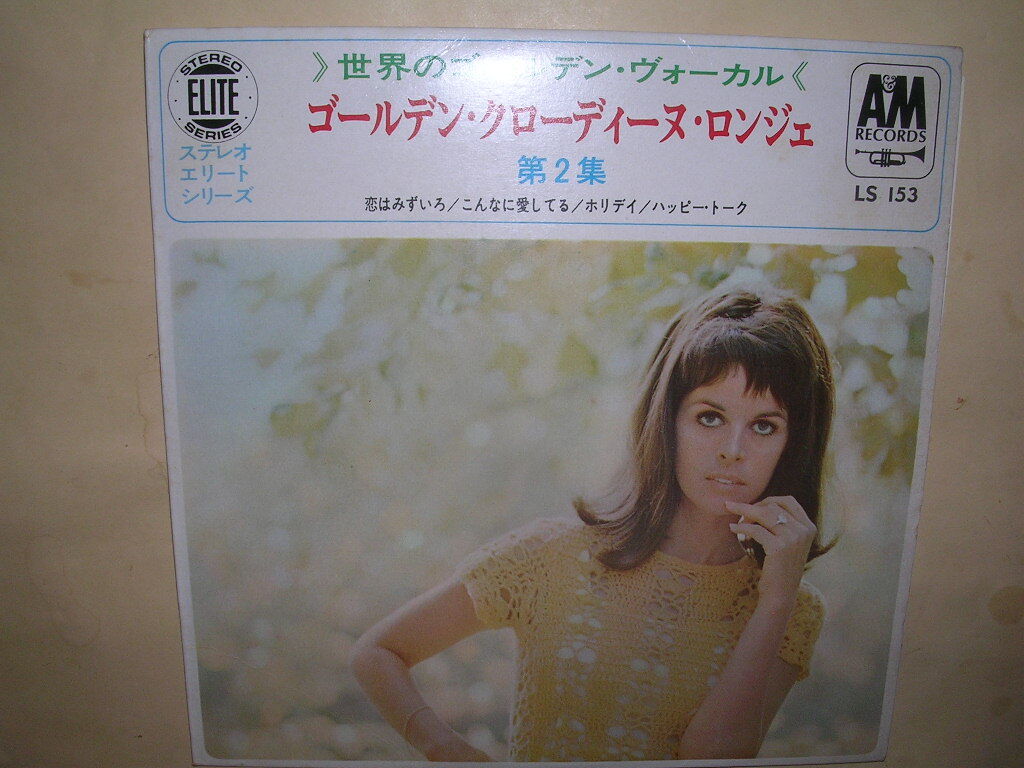 STEREO
ELITE
SERIES
ステレオ
エリート
シリーズ
》世界のゴールデン・ヴォーカル《
ゴールデン・クローディーヌ・ロンジェ
第2集
恋はみずいろ／こんなに愛してる／ホリデイ／ハッピー・トーク
A&M
RECORDS
LS 153